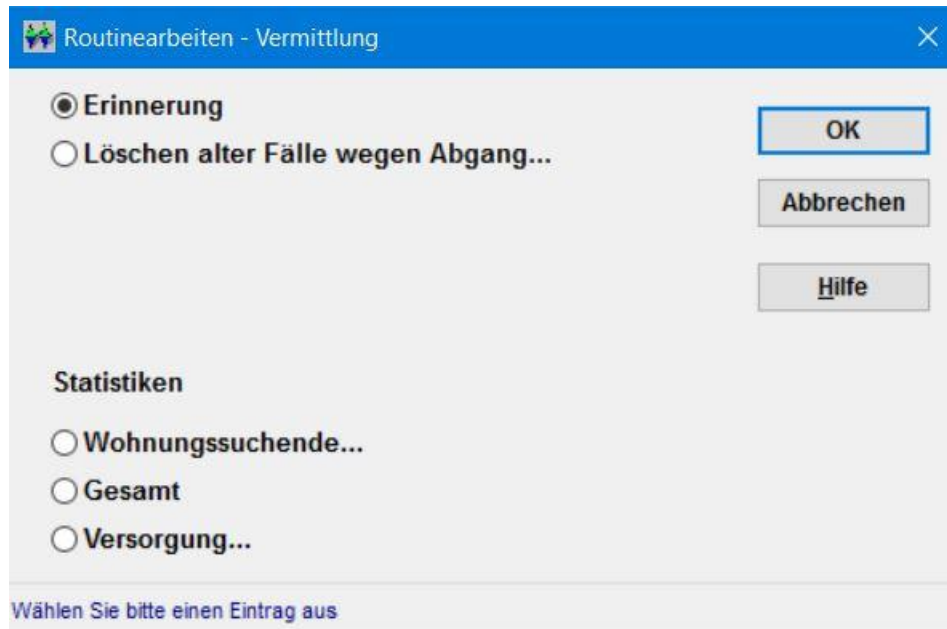 Routinearbeiten - Vermittlung
Erinnerung
Löschen alter Fälle wegen Abgang...
OK
Abbrechen
Hilfe
Statistiken
Wohnungssuchende...
Gesamt
Versorgung...
Wählen Sie bitte einen Eintrag aus